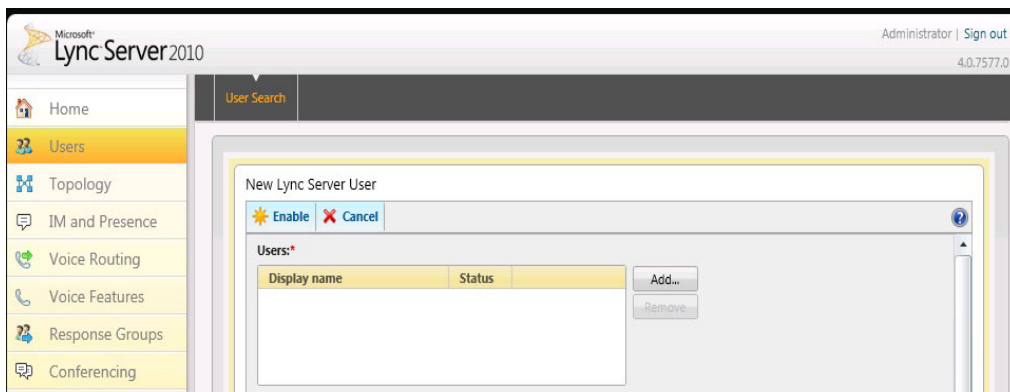 Microsoft®
Lync Server 2010
Administrator | Sign out
4.0.7577.0
Home
Users
Topology
IM and Presence
Voice Routing
Voice Features
Response Groups
Conferencing
User Search
New Lync Server User
Enable Cancel
Users:*
Display name Status
Add...
Remove